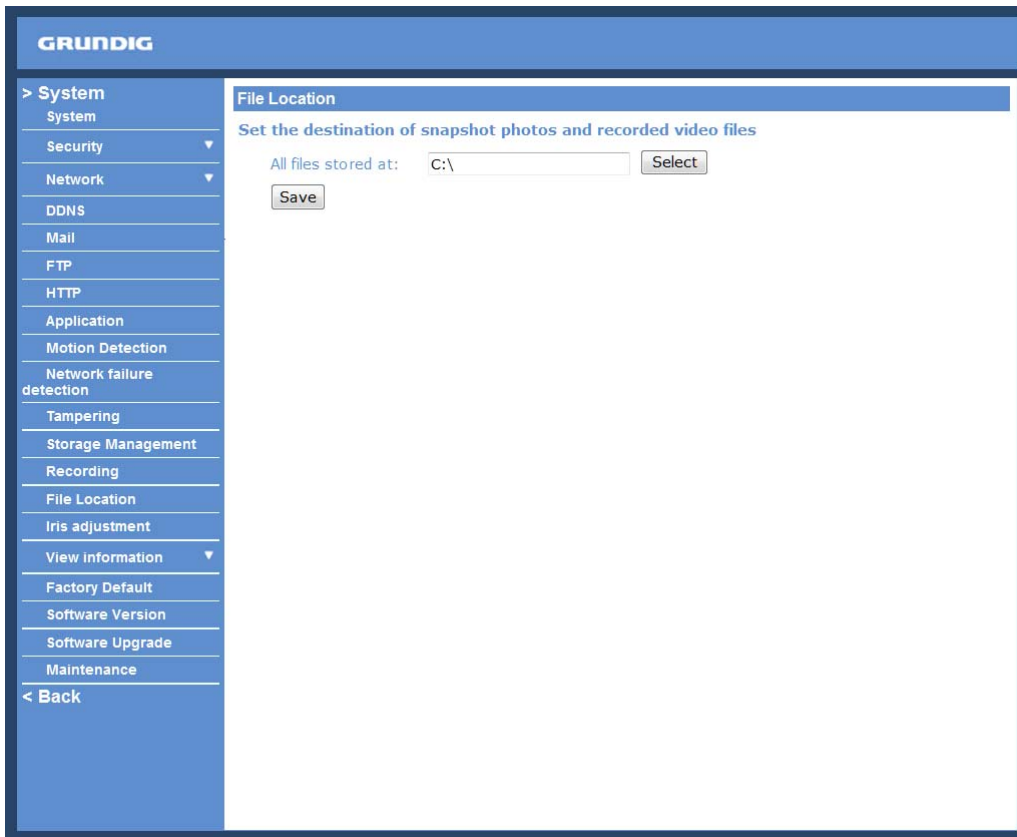 GRUNDIG
> System
System
Security
Network
DDNS
Mail
FTP
HTTP
Application
Motion Detection
Network failure
detection
Tampering
Storage Management
Recording
File Location
Iris adjustment
View information
Factory Default
Software Version
Software Upgrade
Maintenance
< Back
File Location
Set the destination of snapshot photos and recorded video files
All files stored at: C:\ Select
Save